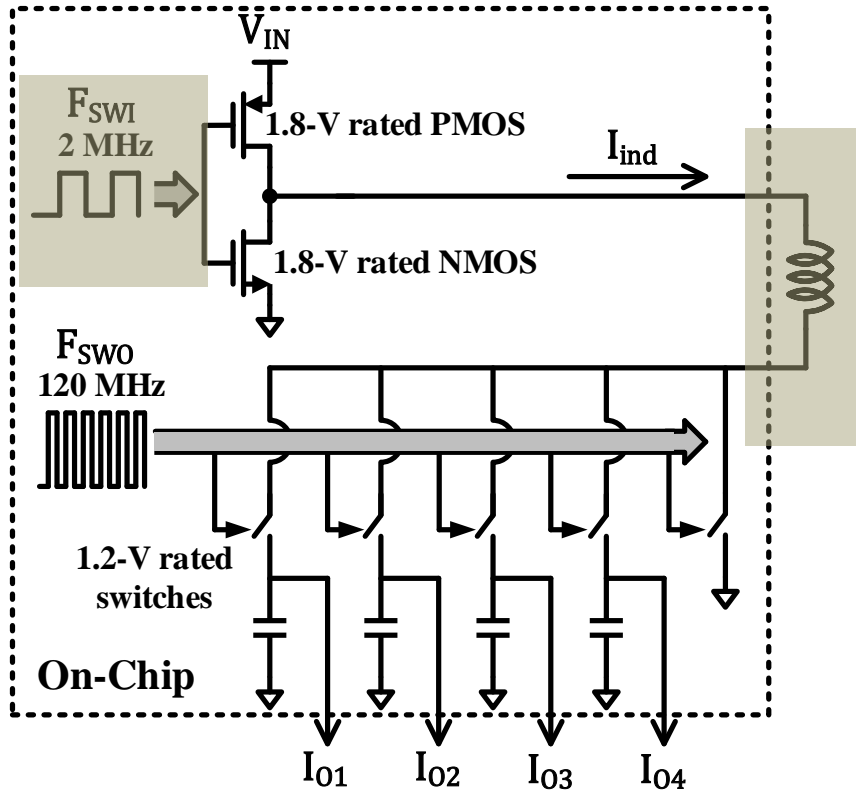 V_IN
F_SWI
2 MHz
1.8-V rated PMOS
I_ind
1.8-V rated NMOS
F_SWO
120 MHz
1.2-V rated
switches
On-Chip
I_O1 I_O2 I_O3 I_O4